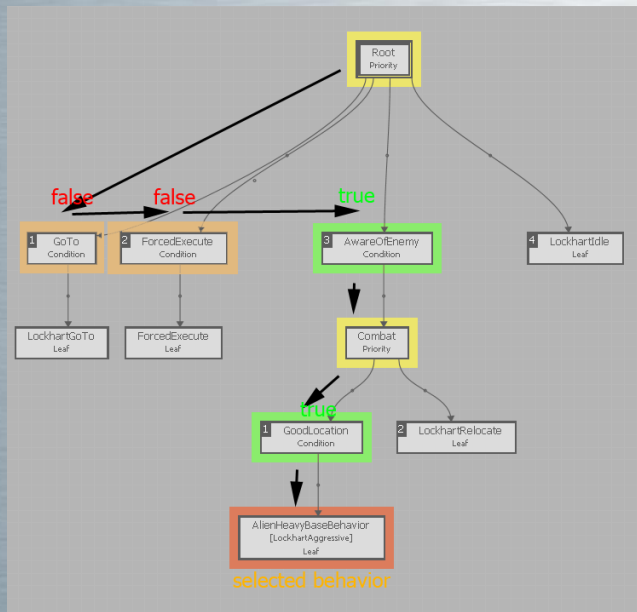 Root
Priority
false
false
true
1
GoTo
Condition
2
ForcedExecute
Condition
3
AwareOfEnemy
Condition
4
LockhartIdle
Leaf
LockhartGoTo
Leaf
ForcedExecute
Leaf
Combat
Priority
true
1
GoodLocation
Condition
2
LockhartRelocate
Leaf
AlienHeavyBaseBehavior
[LockhartAggressive]
Leaf
selected behavior